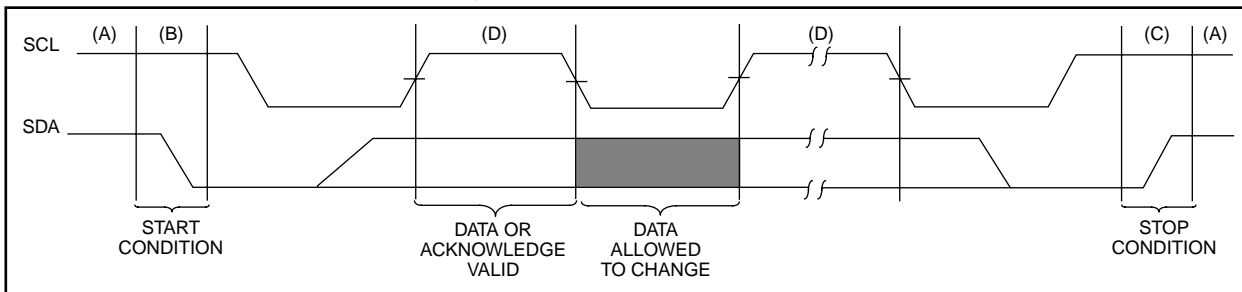 (A) (B) (D) (D) (C) (A)
SCL
SDA
START
CONDITION
DATA OR
ACKNOWLEDGE
VALID
DATA
ALLOWED
TO CHANGE
STOP
CONDITION